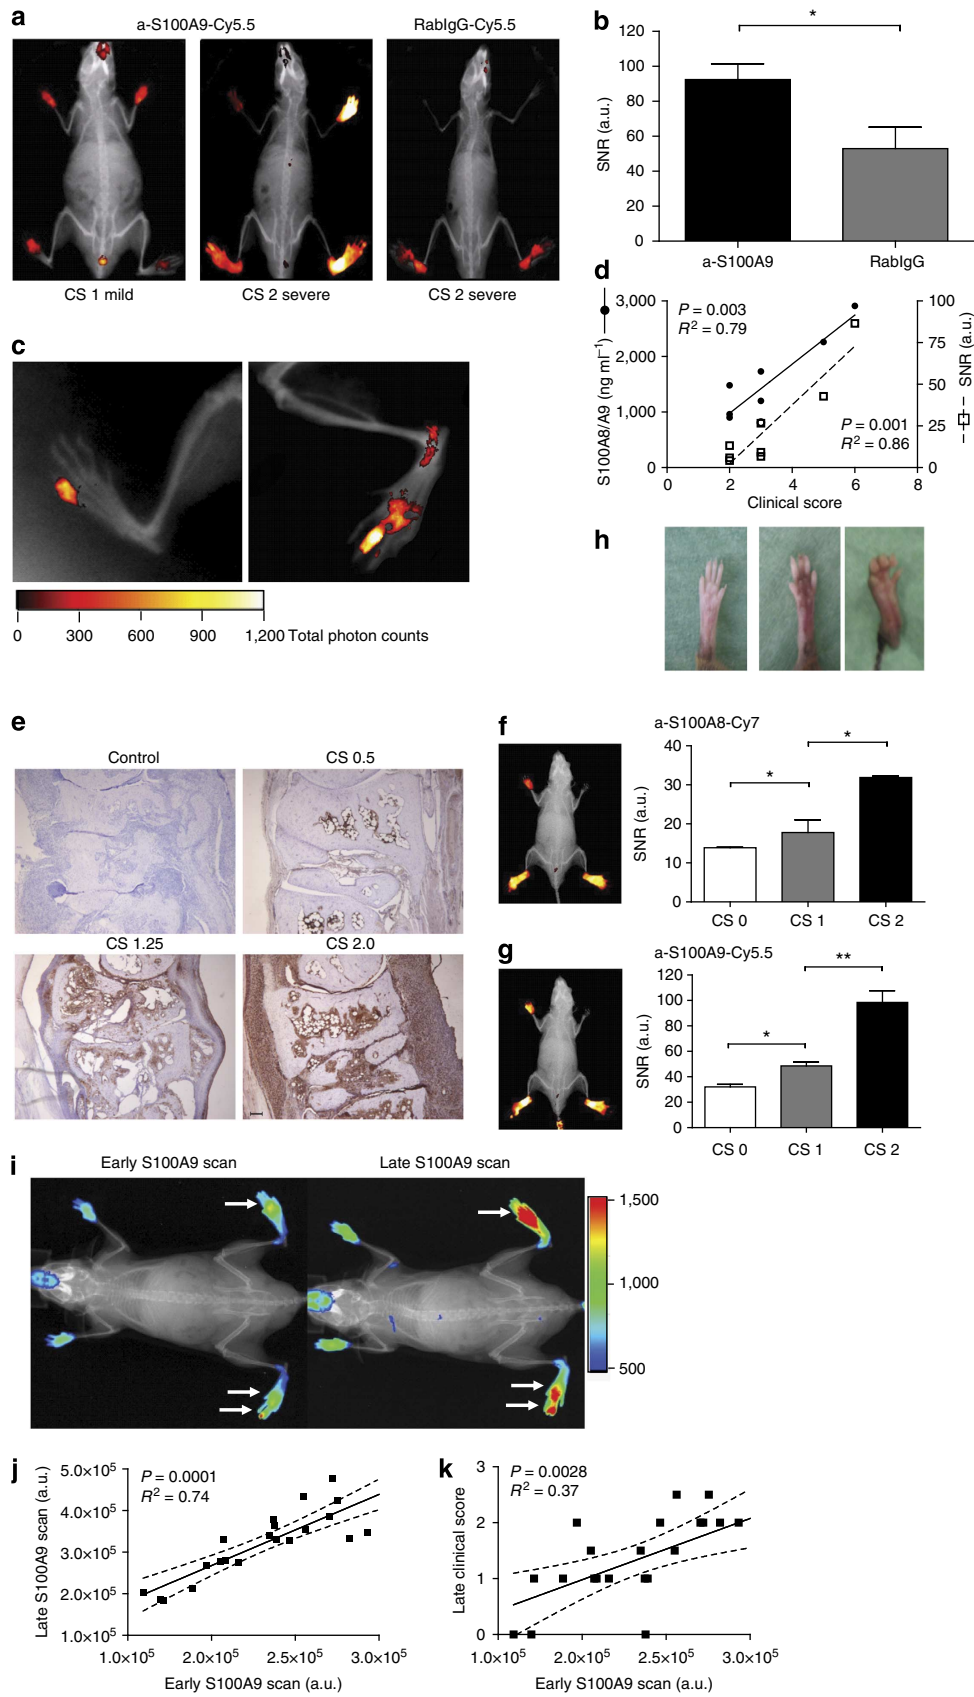 a
a-S100A9-Cy5.5
RabIgG-Cy5.5
CS 1 mild
CS 2 severe
CS 2 severe
b
*
SNR (a.u.)
120
100
80
60
40
20
0
a-S100A9
RabIgG
c
0
300
600
900
1,200 Total photon counts
d
S100A8/A9 (ng ml⁻¹)
3,000
2,000
1,000
0
P = 0.003
R² = 0.79
P = 0.001
R² = 0.86
100
75
50
25
0
SNR (a.u.)
0
2
4
6
8
Clinical score
h
e
Control
CS 0.5
CS 1.25
CS 2.0
f
a-S100A8-Cy7
*
*
SNR (a.u.)
40
30
20
10
0
CS 0
CS 1
CS 2
g
a-S100A9-Cy5.5
**
*
SNR (a.u.)
120
100
80
60
40
20
0
CS 0
CS 1
CS 2
i
Early S100A9 scan
Late S100A9 scan
1,500
1,000
500
j
Late S100A9 scan (a.u.)
5.0×10⁵
4.0×10⁵
3.0×10⁵
2.0×10⁵
1.0×10⁵
P = 0.0001
R² = 0.74
1.0×10⁵
2.0×10⁵
2.5×10⁵
3.0×10⁵
Early S100A9 scan (a.u.)
k
Late clinical score
3
2
1
0
P = 0.0028
R² = 0.37
1.0×10⁵
2.0×10⁵
2.5×10⁵
3.0×10⁵
Early S100A9 scan (a.u.)